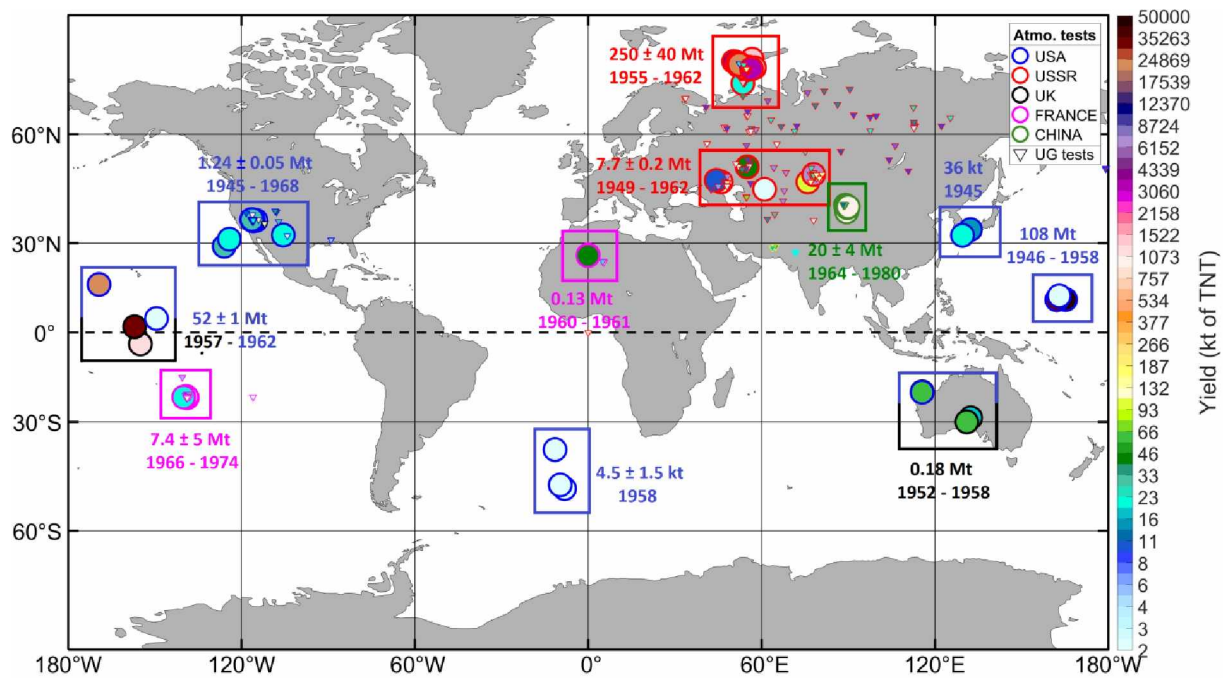 250 ± 40 Mt
1955 - 1962
1.24 ± 0.05 Mt
1945 - 1968
7.7 ± 0.2 Mt
1949 - 1962
36 kt
1945
108 Mt
1946 - 1958
20 ± 4 Mt
1964 - 1980
0.13 Mt
1960 - 1961
52 ± 1 Mt
1957 - 1962
7.4 ± 5 Mt
1966 - 1974
4.5 ± 1.5 kt
1958
0.18 Mt
1952 - 1958
Atmo. tests
USA
USSR
UK
FRANCE
CHINA
UG tests
60°N
30°N
0°
30°S
60°S
180°W
120°W
60°W
0°
60°E
120°E
180°W
50000
35263
24869
17539
12370
8724
6152
4339
3060
2158
1522
1073
757
534
377
266
187
132
93
66
46
33
23
16
11
8
6
4
3
2
Yield (kt of TNT)